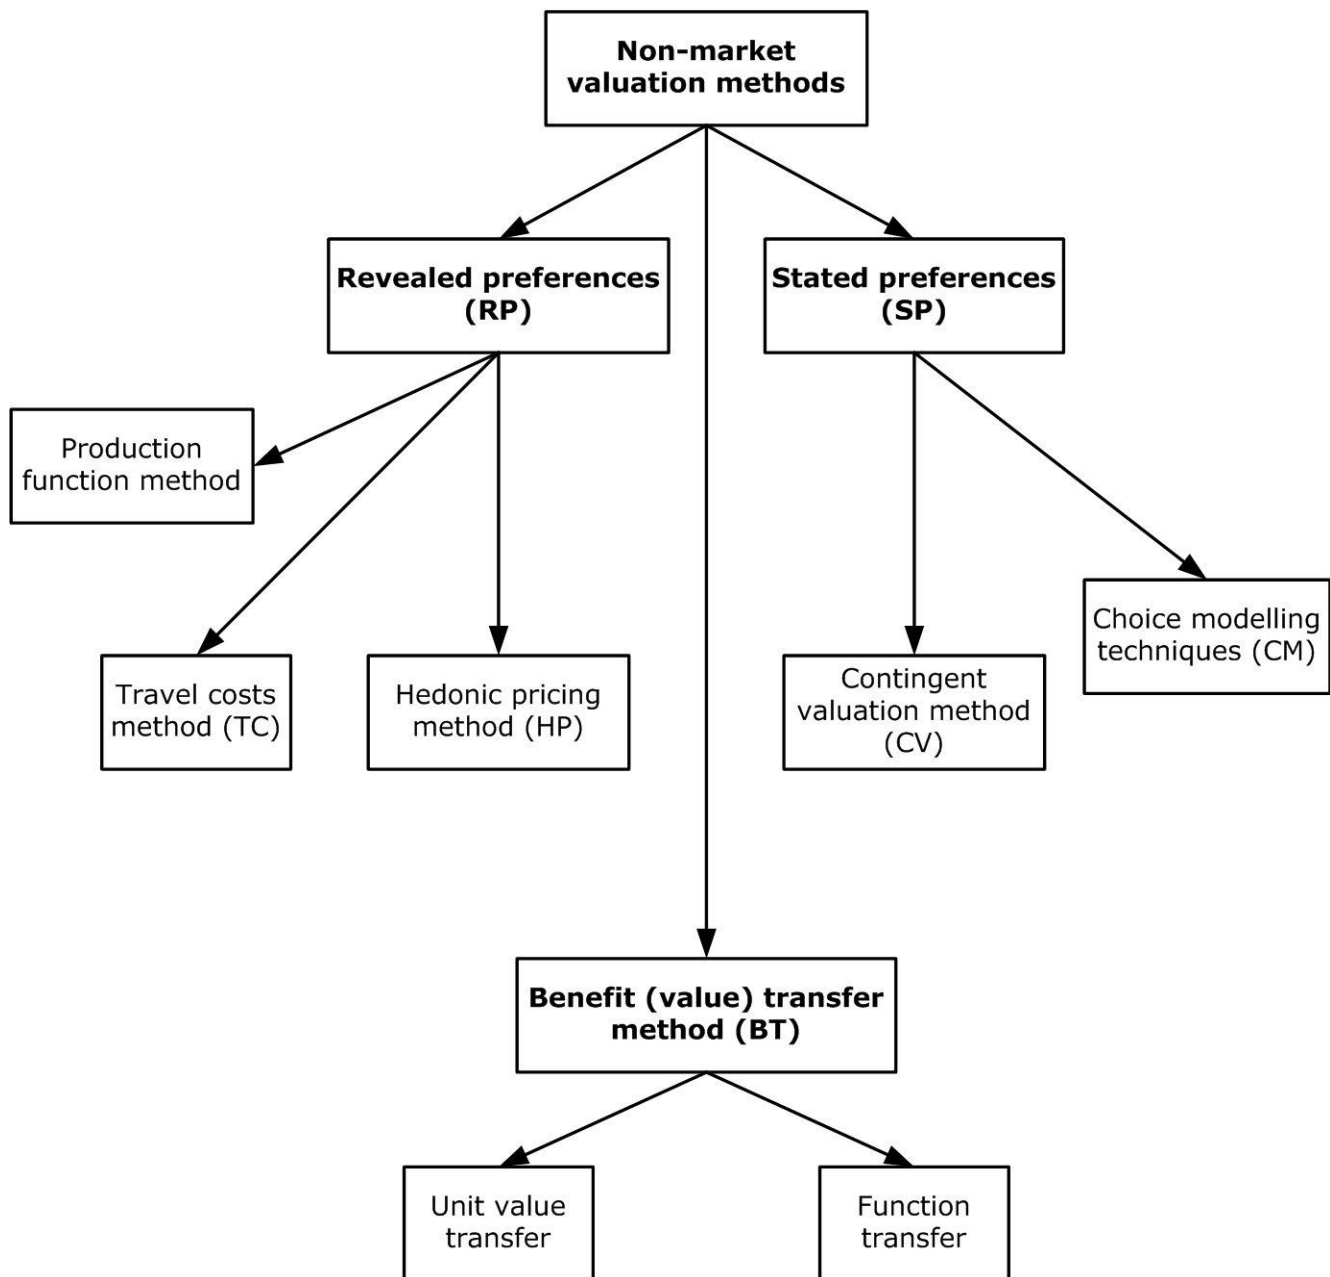 Non-market
valuation methods
Revealed preferences
(RP)
Stated preferences
(SP)
Production
function method
Choice modelling
techniques (CM)
Travel costs
method (TC)
Hedonic pricing
method (HP)
Contingent
valuation method
(CV)
Benefit (value) transfer
method (BT)
Unit value
transfer
Function
transfer